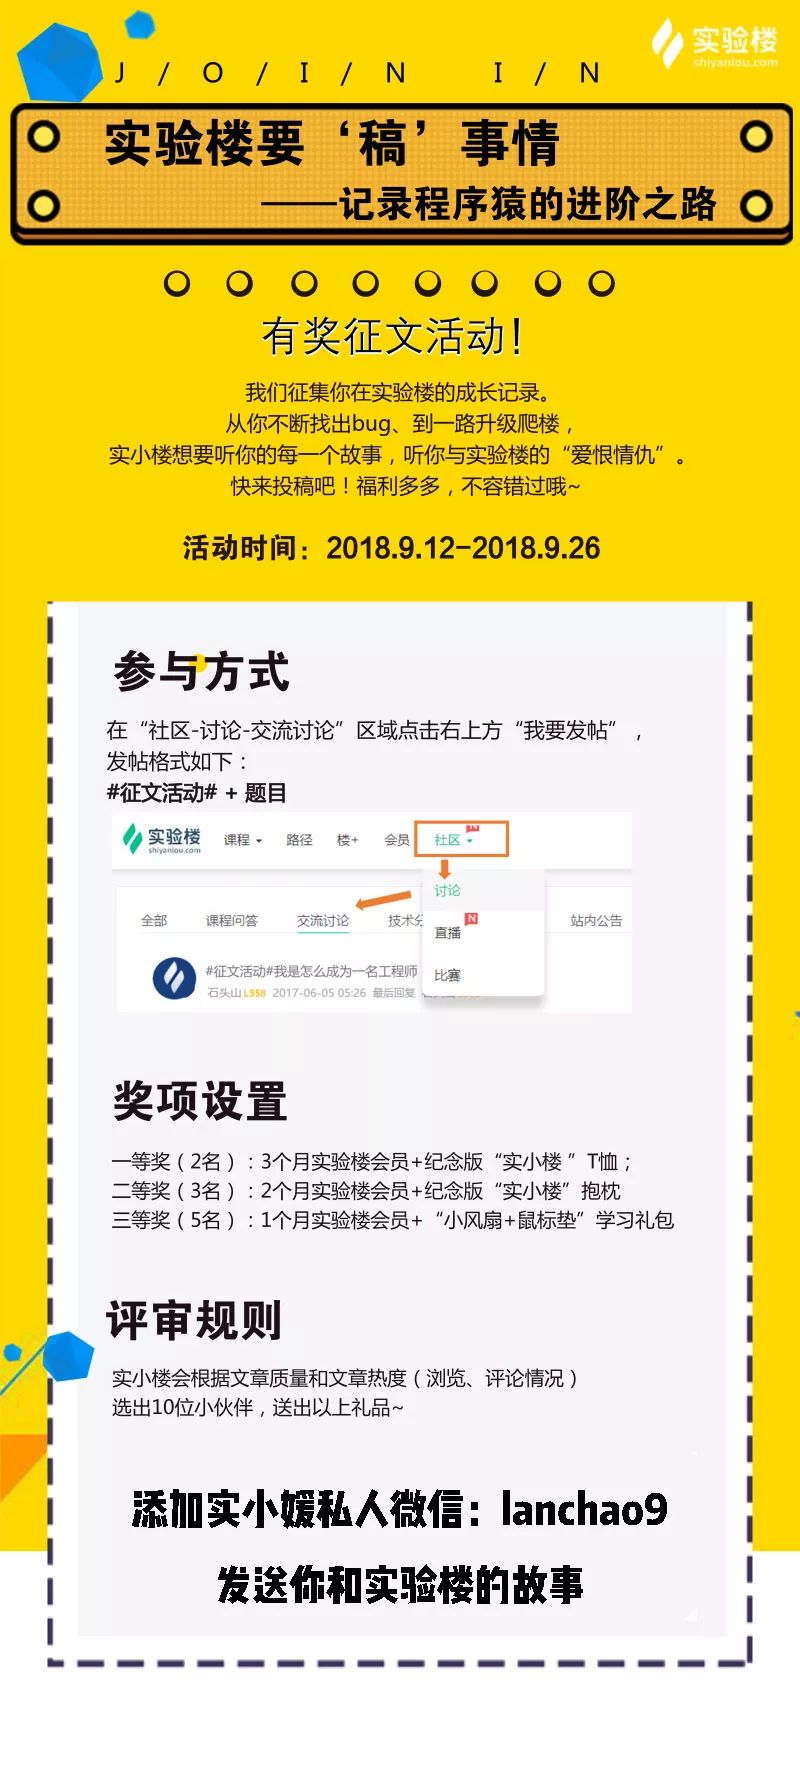 实验楼
shiyanlou.com
J / O / I / N   I / N
实验楼要‘稿’事情
——记录程序猿的进阶之路
有奖征文活动！
我们征集你在实验楼的成长记录。
从你不断找出bug、到一路升级爬楼，
实小楼想要听你的每一个故事，听你与实验楼的“爱恨情仇”。
快来投稿吧！福利多多，不容错过哦~
活动时间：2018.9.12-2018.9.26
参与方式
在“社区-讨论-交流讨论”区域点击右上方“我要发帖”，
发帖格式如下：
#征文活动# + 题目
实验楼 课程 路径 楼+ 会员 社区
shiyanlou.com
讨论
全部 课程问答 交流讨论 技术分 站内公告
直播 N
#征文活动#我是怎么成为一名工程师
比赛
石头山 L358 2017-06-05 05:26 最后回复
奖项设置
一等奖（2名）：3个月实验楼会员+纪念版“实小楼 ”T恤；
二等奖（3名）：2个月实验楼会员+纪念版“实小楼”抱枕
三等奖（5名）：1个月实验楼会员+“小风扇+鼠标垫”学习礼包
评审规则
实小楼会根据文章质量和文章热度（浏览、评论情况）
选出10位小伙伴，送出以上礼品~
添加实小媛私人微信：lanchao9
发送你和实验楼的故事